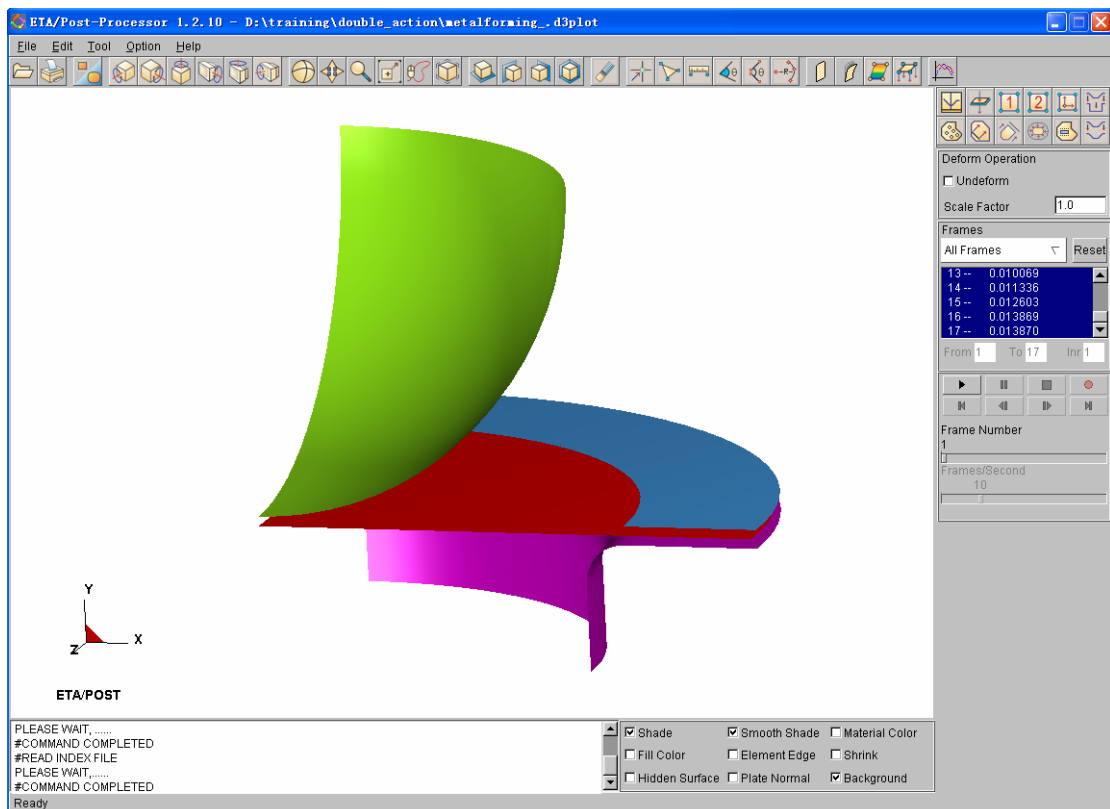 ETA/Post-Processor 1.2.10 - D:\training\double_action\metalforming_.d3plot
File Edit Tool Option Help
1 2
Deform Operation
Undeform
Scale Factor 1.0
Frames
All Frames Reset
13 -- 0.010069
14 -- 0.011336
15 -- 0.012603
16 -- 0.013869
17 -- 0.013870
From 1 To 17 Inr 1
Frame Number
1
Frames/Second
10
Y
X
Z
ETA/POST
PLEASE WAIT, ......
#COMMAND COMPLETED
#READ INDEX FILE
PLEASE WAIT,......
#COMMAND COMPLETED
Shade Smooth Shade Material Color
Fill Color Element Edge Shrink
Hidden Surface Plate Normal Background
Ready